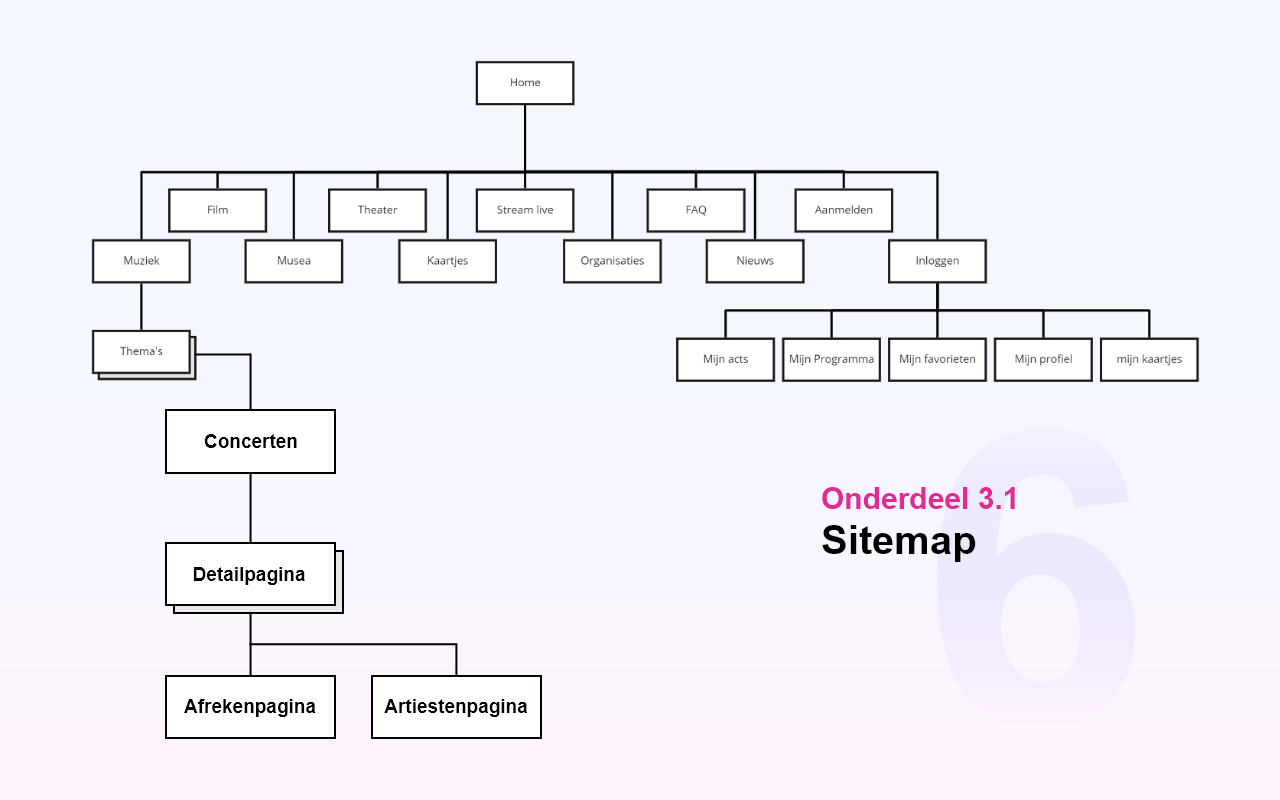 Home
Film
Theater
Stream live
FAQ
Aanmelden
Muziek
Musea
Kaartjes
Organisaties
Nieuws
Inloggen
Thema's
Mijn acts
Mijn Programma
Mijn favorieten
Mijn profiel
mijn kaartjes
Concerten
Onderdeel 3.1
Sitemap
6
Detailpagina
Afrekenpagina
Artiestenpagina